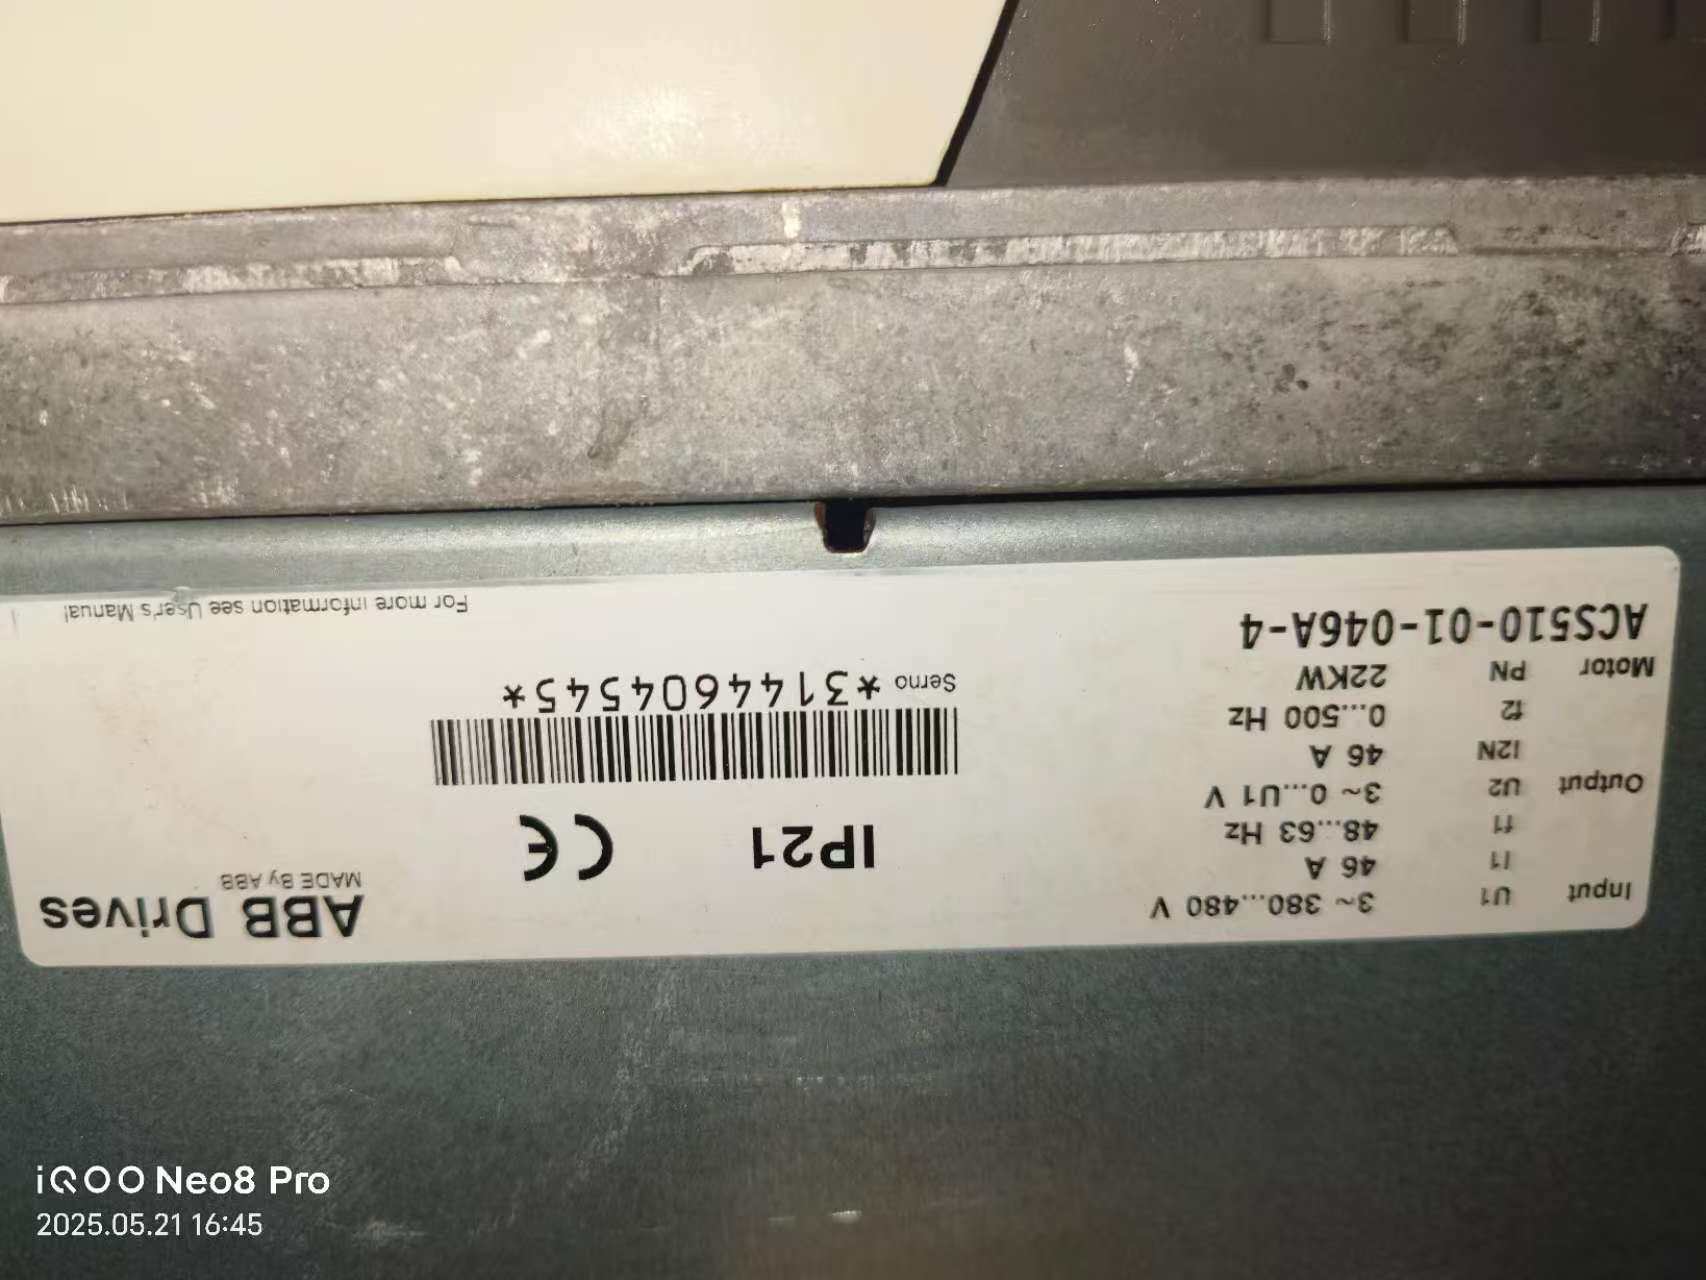 ABB Drives
MADE By ABB
Input U1 3~ 380...480 V
I1 46 A
f1 48...63 Hz
Output U2 3~ 0...U1 V
I2N 46 A
f2 0...500 Hz
Motor PN 22KW
ACS510-01-046A-4
IP21
CE
Serno *3144604545*
For more information see User's Manual
iQOO Neo8 Pro
2025.05.21 16:45